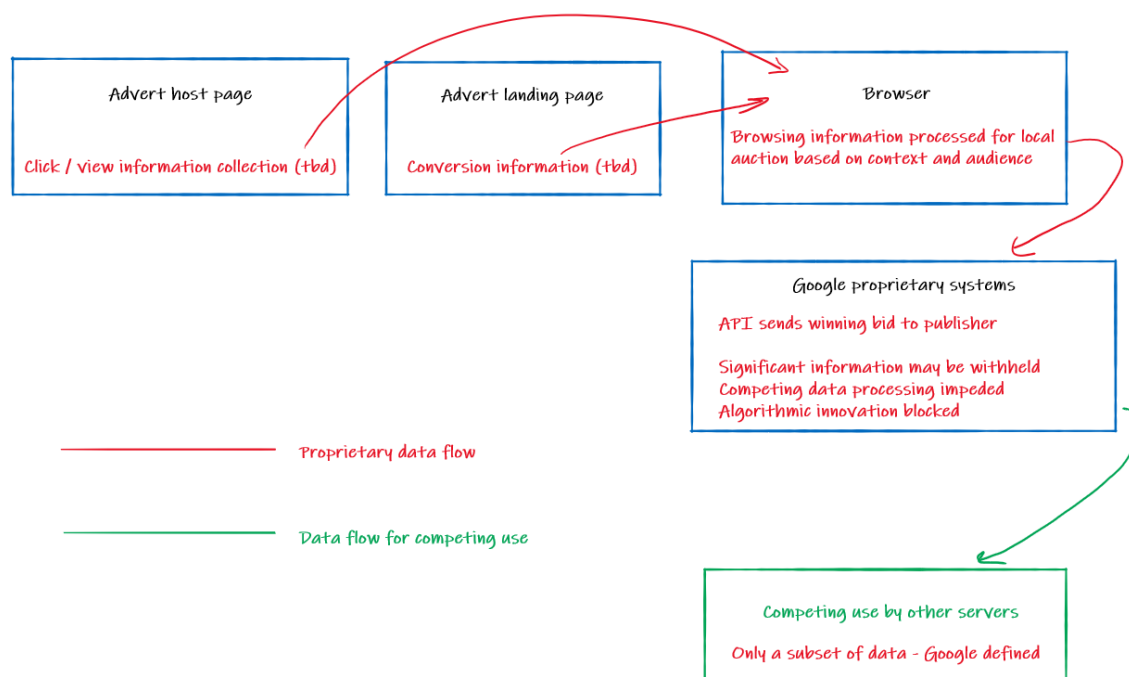 Advert host page
Click / view information collection (tbd)
Advert landing page
Conversion information (tbd)
Browser
Browsing information processed for local
auction based on context and audience
Google proprietary systems
API sends winning bid to publisher
Significant information may be withheld
Competing data processing impeded
Algorithmic innovation blocked
Proprietary data flow
Data flow for competing use
Competing use by other servers
Only a subset of data - Google defined